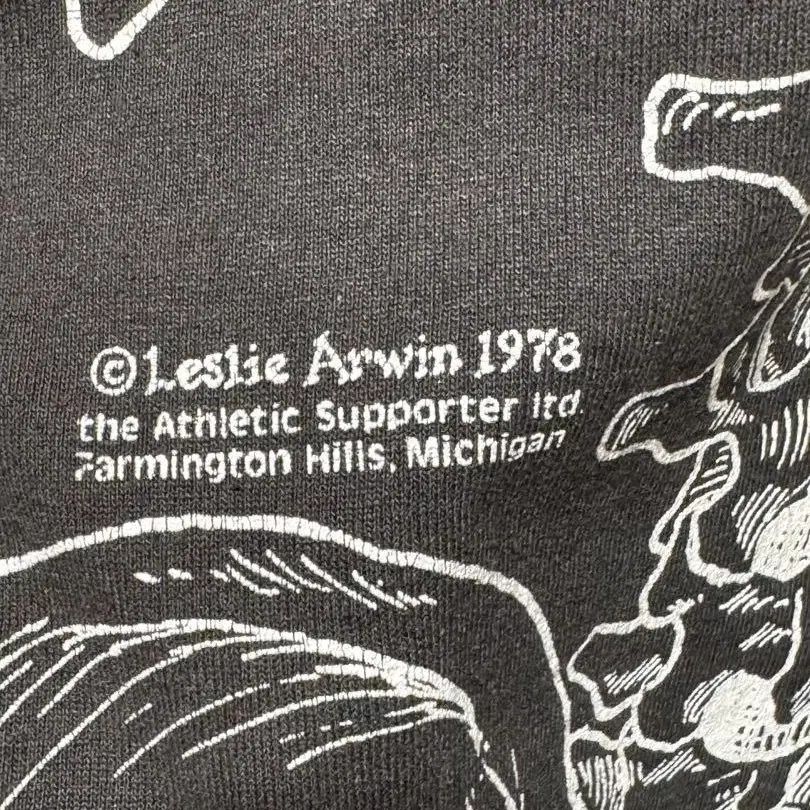 © Leslie Arwin 1978
the Athletic Supporter ltd.
Farmington Hills, Michigan